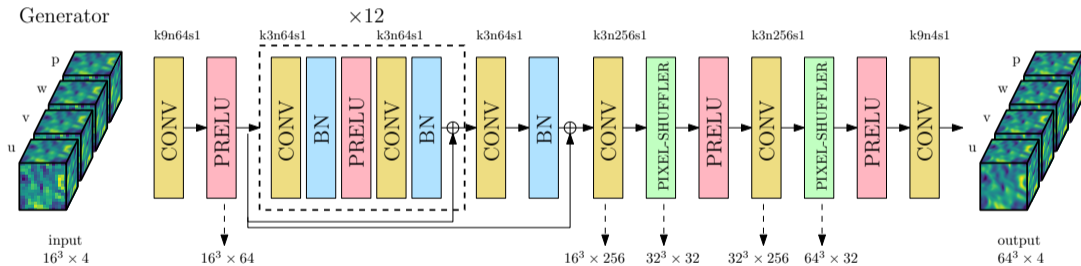 Generator
×12
k9n64s1
k3n64s1
k3n64s1
k3n64s1
k3n256s1
k3n256s1
k9n4s1
p
w
v
u
CONV
PRELU
CONV
BN
PRELU
CONV
BN
CONV
BN
CONV
PIXEL-SHUFFLER
PRELU
CONV
PIXEL-SHUFFLER
PRELU
CONV
p
w
v
u
input
16³ × 4
16³ × 64
16³ × 256
32³ × 32
32³ × 256
64³ × 32
output
64³ × 4